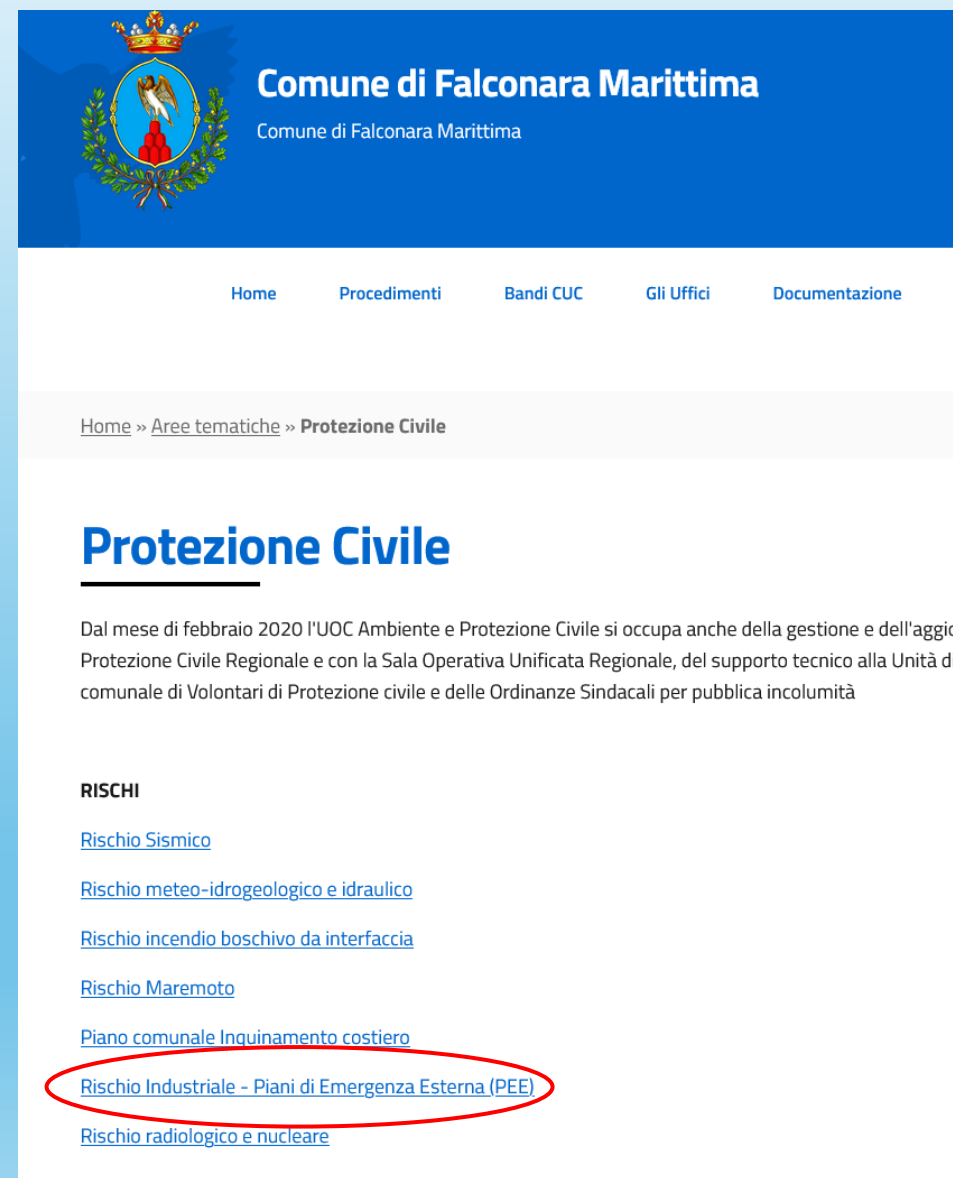 Comune di Falconara Marittima
Comune di Falconara Marittima
Home Procedimenti Bandi CUC Gli Uffici Documentazione
Home » Aree tematiche » Protezione Civile
Protezione Civile
Dal mese di febbraio 2020 l'UOC Ambiente e Protezione Civile si occupa anche della gestione e
Protezione Civile Regionale e con la Sala Operativa Unificata Regionale, del supporto tecnico alla Unità
comunale di Volontari di Protezione civile e delle Ordinanze Sindacali per pubblica incolumità
RISCHI
Rischio Sismico
Rischio meteo-idrogeologico e idraulico
Rischio incendio boschivo da interfaccia
Rischio Maremoto
Piano comunale Inquinamento costiero
Rischio Industriale - Piani di Emergenza Esterna (PEE)
Rischio radiologico e nucleare